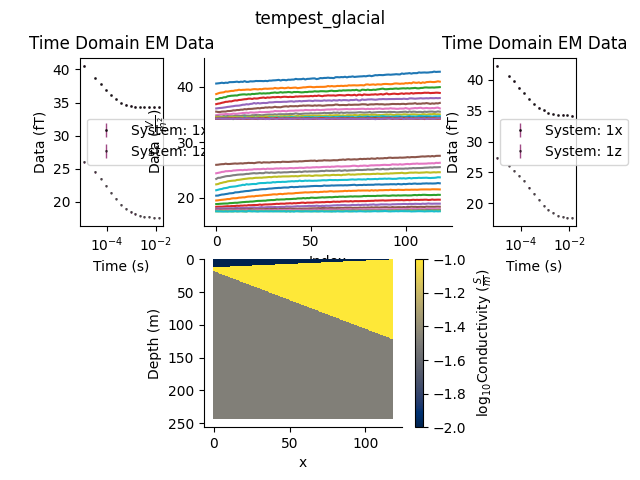 tempest_glacial
Time Domain EM Data
Time Domain EM Data
40
35
30
25
20
Data (fT)
System: 1x
System: 1z
10⁻⁴
10⁻²
Time (s)
40
30
20
0
50
100
Index
40
35
30
25
20
Data (fT)
System: 1x
System: 1z
10⁻⁴
10⁻²
Time (s)
0
50
100
150
200
250
Depth (m)
0
50
100
x
−1.0
−1.2
−1.4
−1.6
−1.8
−2.0
log₁₀Conductivity (S/m)